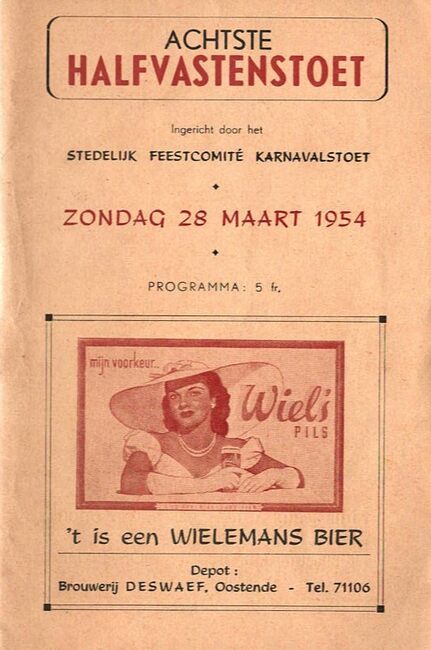 ACHTSTE
HALFVASTENSTOET
Ingericht door het
STEDELIJK FEESTCOMITÉ KARNAVALSTOET
ZONDAG 28 MAART 1954
PROGRAMMA: 5 fr.
mijn voorkeur...
Wiel's
PILS
't is een WIELEMANS BIER
Depot :
Brouwerij DESWAEF, Oostende - Tel. 71106